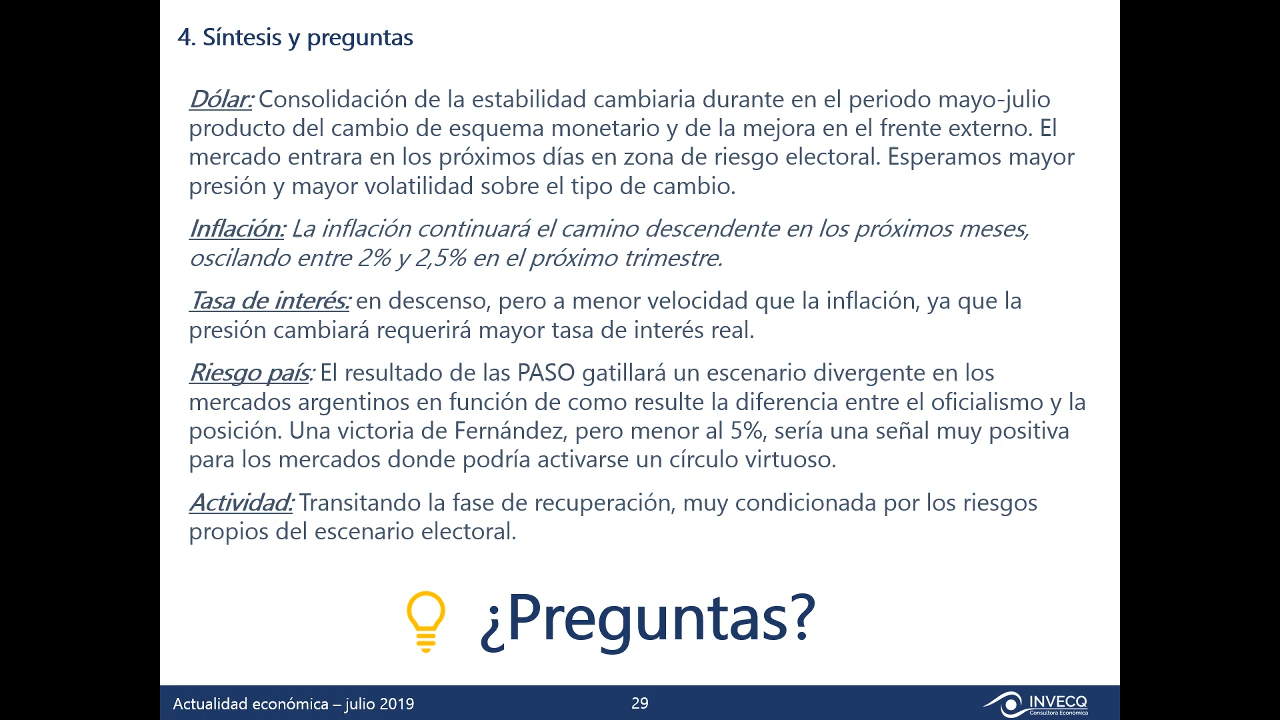 4. Síntesis y preguntas
Dólar: Consolidación de la estabilidad cambiaria durante en el periodo mayo-julio
producto del cambio de esquema monetario y de la mejora en el frente externo. El
mercado entrara en los próximos días en zona de riesgo electoral. Esperamos mayor
presión y mayor volatilidad sobre el tipo de cambio.
Inflación: La inflación continuará el camino descendente en los próximos meses,
oscilando entre 2% y 2,5% en el próximo trimestre.
Tasa de interés: en descenso, pero a menor velocidad que la inflación, ya que la
presión cambiará requerirá mayor tasa de interés real.
Riesgo país: El resultado de las PASO gatillará un escenario divergente en los
mercados argentinos en función de como resulte la diferencia entre el oficialismo y la
posición. Una victoria de Fernández, pero menor al 5%, sería una señal muy positiva
para los mercados donde podría activarse un círculo virtuoso.
Actividad: Transitando la fase de recuperación, muy condicionada por los riesgos
propios del escenario electoral.
¿Preguntas?
Actualidad económica – julio 2019
29
INVECQ
Consultora Económica